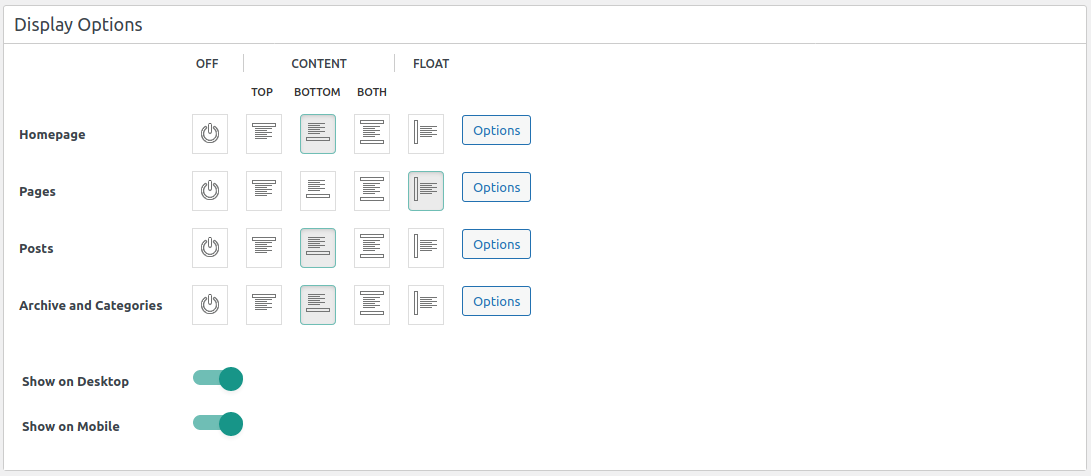 Display Options
OFF CONTENT FLOAT
TOP BOTTOM BOTH
Homepage Options
Pages Options
Posts Options
Archive and Categories Options
Show on Desktop
Show on Mobile